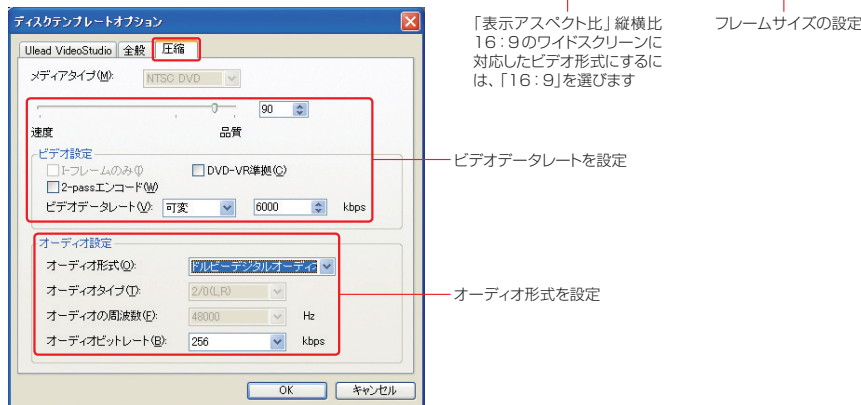 ディスクテンプレートオプション
Ulead VideoStudio 全般 圧縮
メディアタイプ(M): NTSC DVD
90
速度 品質
ビデオ設定
I-フレームのみ(I) DVD-VR準拠(C)
2-passエンコード(W)
ビデオデータレート(V): 可変 6000 kbps
オーディオ設定
オーディオ形式(O): ドルビーデジタルオーディオ
オーディオタイプ(T): 2/0(L,R)
オーディオの周波数(F): 48000 Hz
オーディオビットレート(B): 256 kbps
OK キャンセル
「表示アスペクト比」縦横比
16：9のワイドスクリーンに
対応したビデオ形式にするに
は、「16：9」を選びます
フレームサイズの設定
ビデオデータレートを設定
オーディオ形式を設定